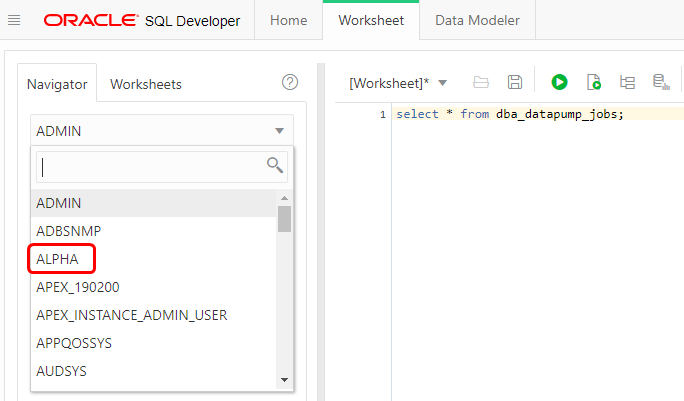 ORACLE SQL Developer
Home
Worksheet
Data Modeler
Navigator
Worksheets
?
[Worksheet]*
ADMIN
1 select * from dba_datapump_jobs;
ADMIN
ADBSNMP
ALPHA
APEX_190200
APEX_INSTANCE_ADMIN_USER
APPQOSSYS
AUDSYS